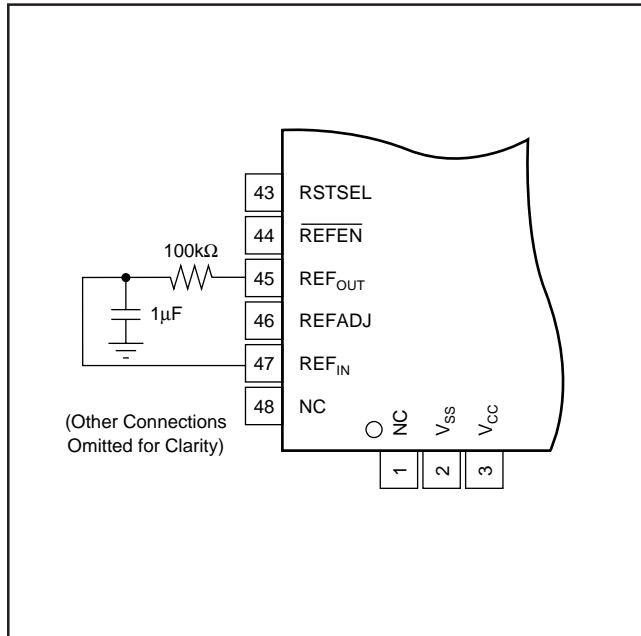 43 RSTSEL
44 REFEN
100kΩ
45 REFOUT
1µF
46 REFADJ
47 REFIN
48 NC
(Other Connections
Omitted for Clarity)
NC VSS VCC
1 2 3